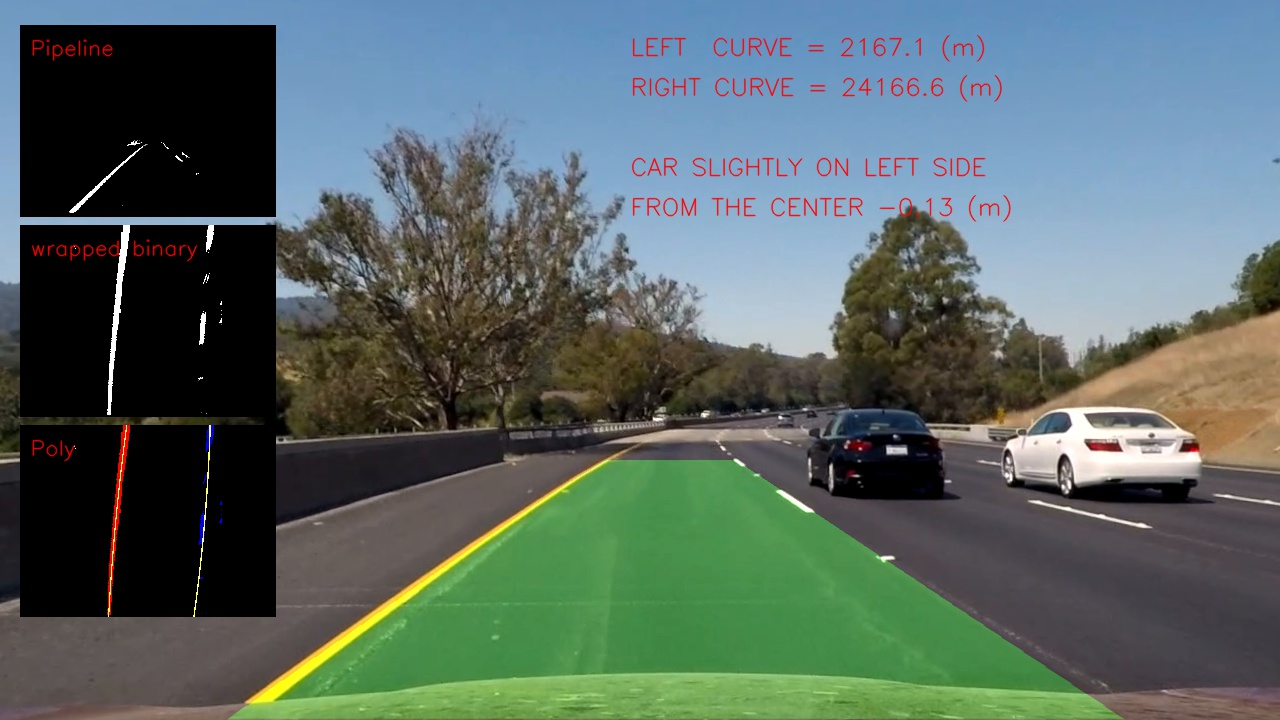 Pipeline
wrapped binary
Poly
LEFT CURVE = 2167.1 (m)
RIGHT CURVE = 24166.6 (m)
CAR SLIGHTLY ON LEFT SIDE
FROM THE CENTER -0.13 (m)